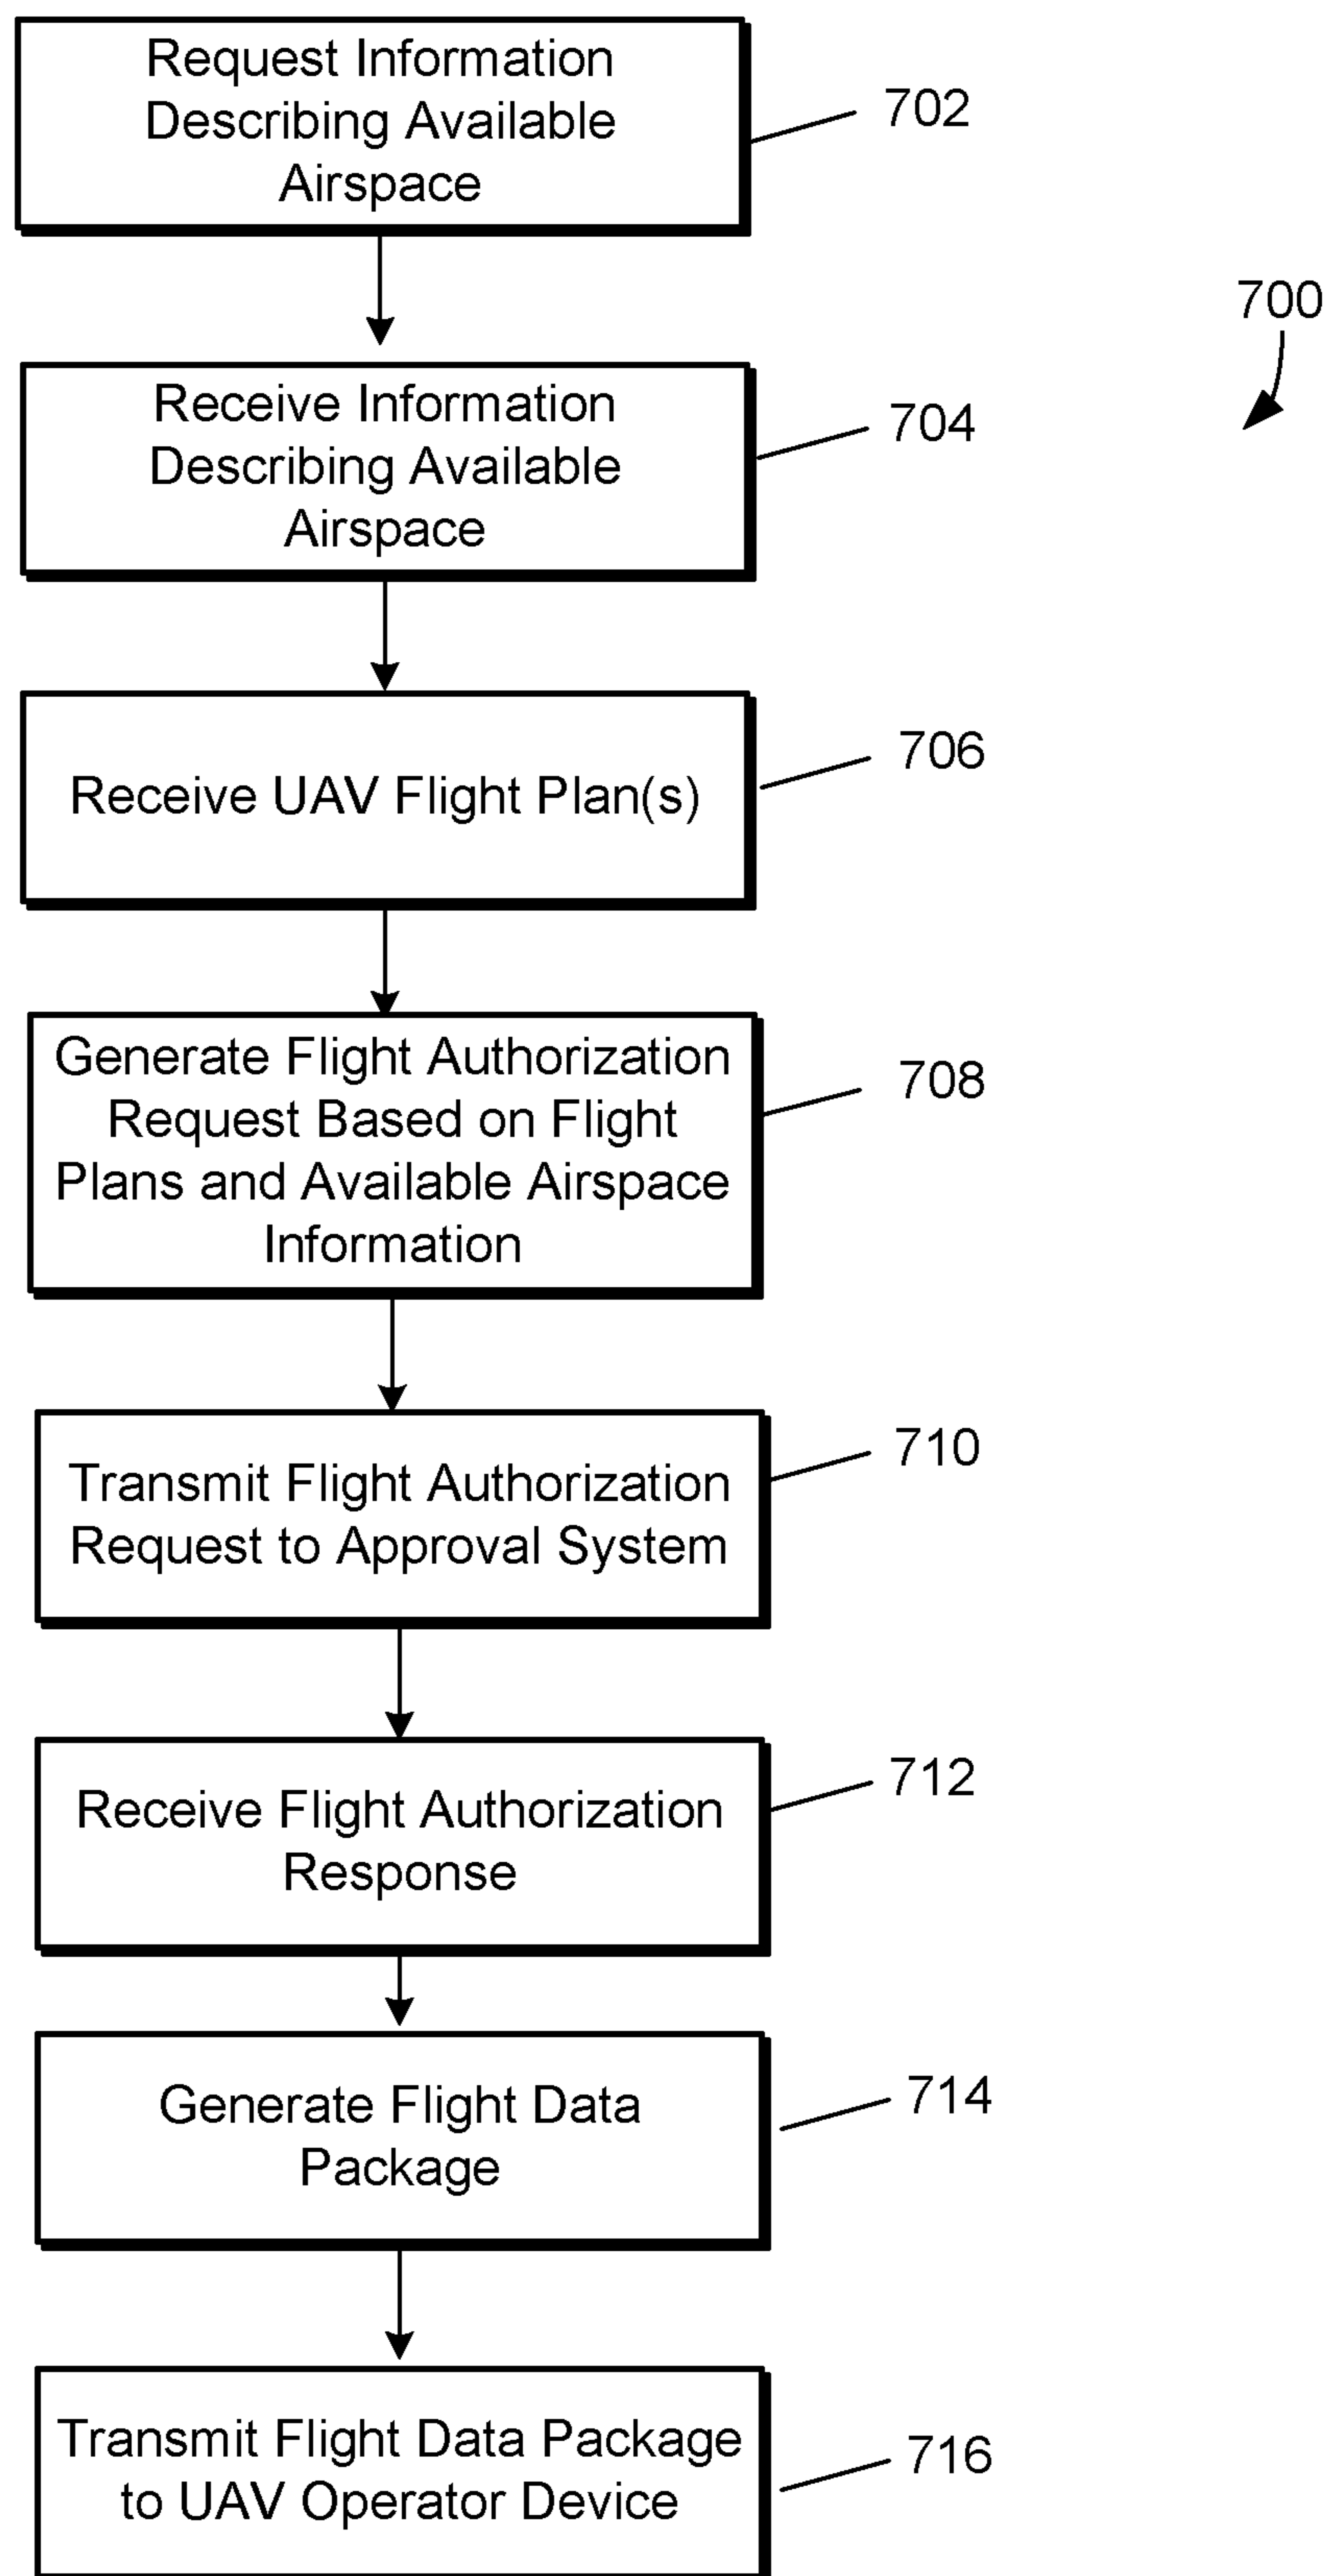 Request Information
Describing Available
Airspace
702
700
Receive Information
Describing Available
Airspace
704
Receive UAV Flight Plan(s)
706
Generate Flight Authorization
Request Based on Flight
Plans and Available Airspace
Information
708
Transmit Flight Authorization
Request to Approval System
710
Receive Flight Authorization
Response
712
Generate Flight Data
Package
714
Transmit Flight Data Package
to UAV Operator Device
716